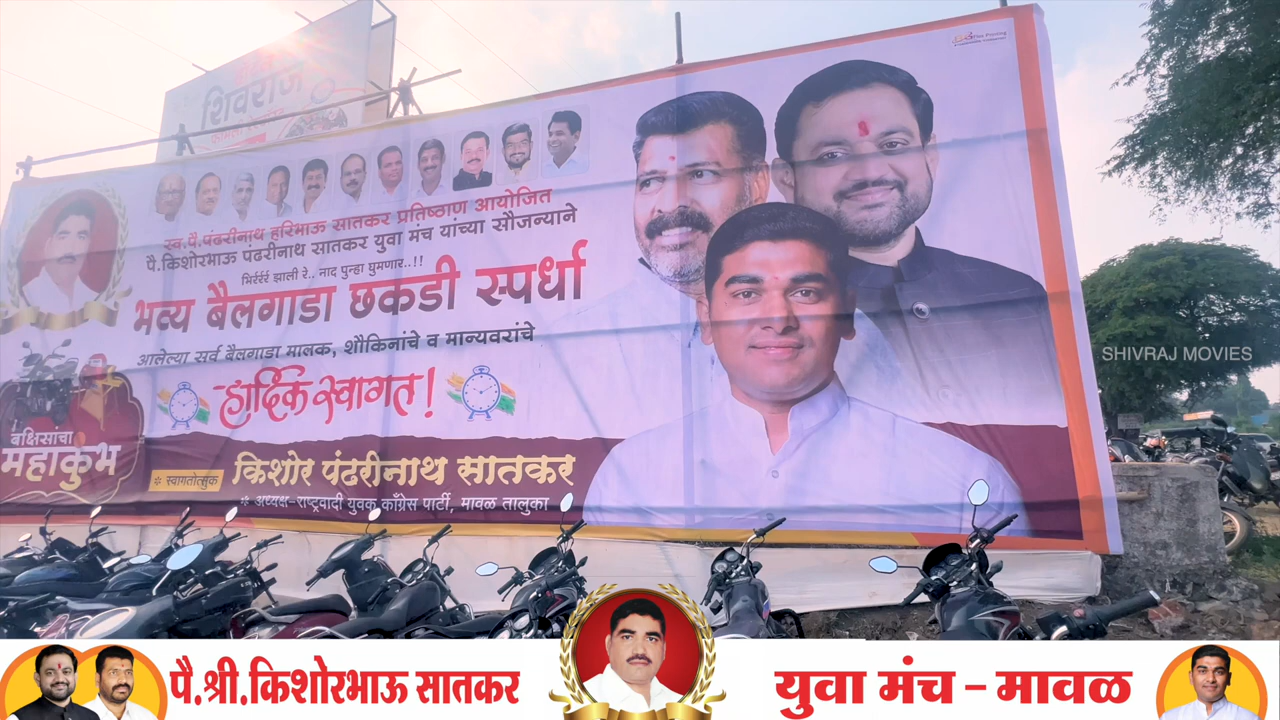 शिवराज
स्व.पै.पंढरीनाथ हरिभाऊ सातकर प्रतिष्ठाण आयोजित
पै.किशोरभाऊ पंढरीनाथ सातकर युवा मंच यांच्या सौजन्याने
भिर्रर्रर्र झाली रे.. नाद पुन्हा घुमणार..!!
भव्य बैलगाडा छकडी स्पर्धा
आलेल्या सर्व बैलगाडा मालक, शौकिनांचे व मान्यवरांचे
हार्दिक स्वागत!
बक्षिसाचा
महाकुंभ
* स्वागतोत्सुक
किशोर पंढरीनाथ सातकर
* अध्यक्ष-राष्ट्रवादी युवक काँग्रेस पार्टी, मावळ तालुका
SHIVRAJ MOVIES
पै.श्री.किशोरभाऊ सातकर
युवा मंच - मावळ